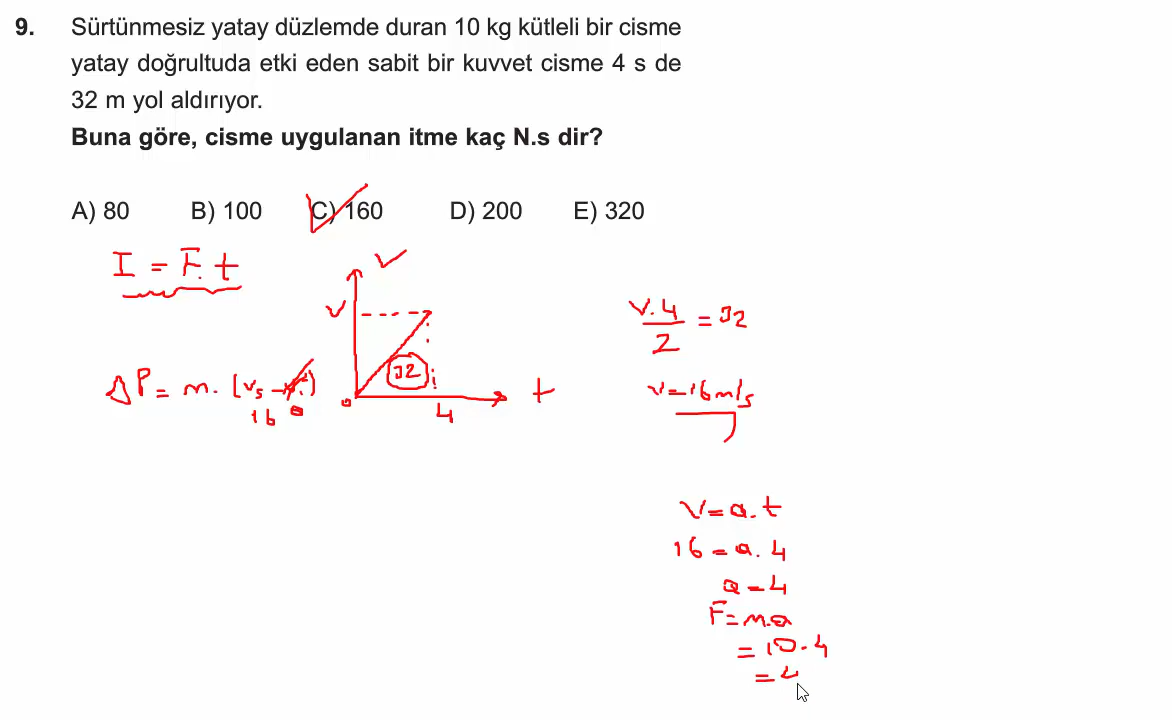 9. Sürtünmesiz yatay düzlemde duran 10 kg kütleli bir cisme
yatay doğrultuda etki eden sabit bir kuvvet cisme 4 s de
32 m yol aldırıyor.
Buna göre, cisme uygulanan itme kaç N.s dir?
A) 80 B) 100 C) 160 D) 200 E) 320
I = F. t
V
V
32
0 4 t
ΔP = m. (Vs -
16 0
V.4 / 2 = 32
V=16m/s
V=a.t
16=a.4
a=4
F=m.a
= 10.4
= 4